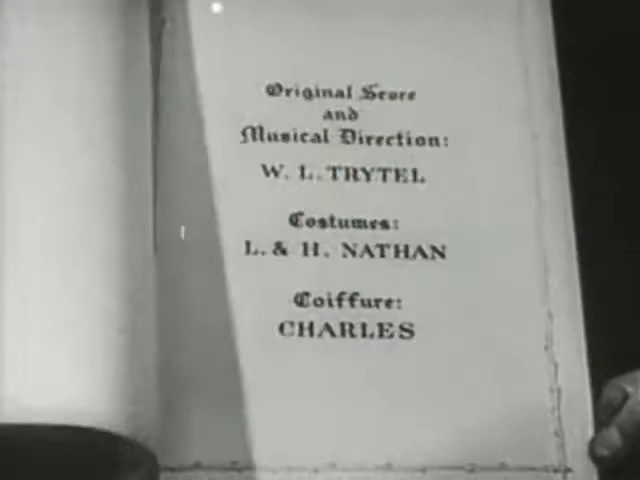 Original Score
and
Musical Direction:
W. L. TRYTEL
Costumes:
L. & H. NATHAN
Coiffure:
CHARLES